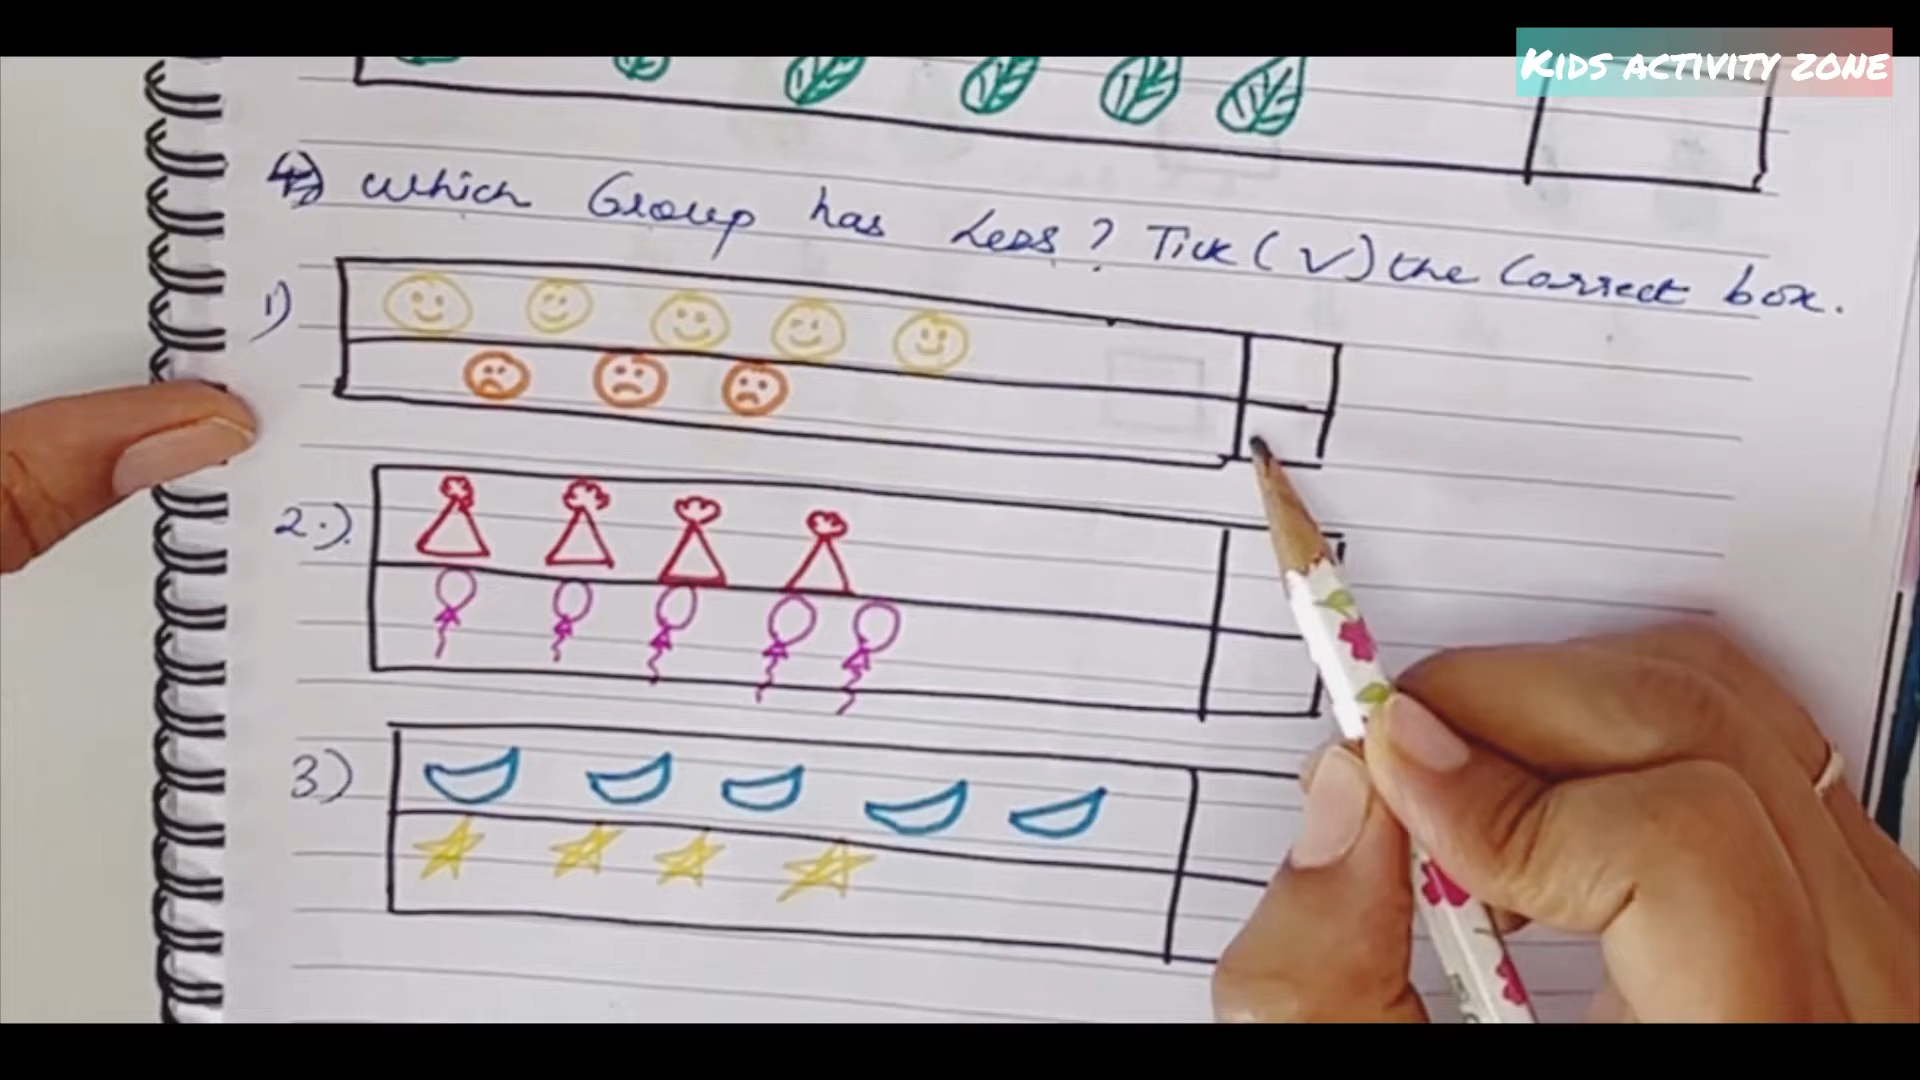 KIDS ACTIVITY ZONE
4) Which Group has Less? Tick (√) the Correct box.
1)
2.).
3)